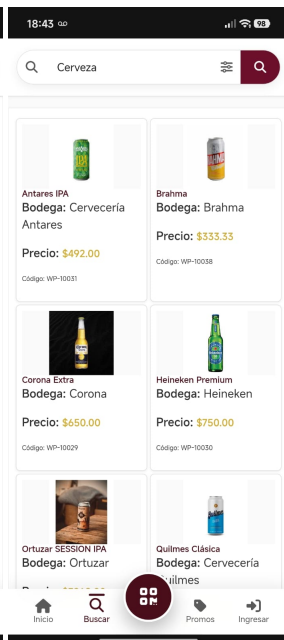 18:43
98
Cerveza
Antares IPA
Bodega: Cervecería
Antares
Precio: $492.00
Código: WP-10031
Brahma
Bodega: Brahma
Precio: $333.33
Código: WP-10038
Corona Extra
Bodega: Corona
Precio: $650.00
Código: WP-10029
Heineken Premium
Bodega: Heineken
Precio: $750.00
Código: WP-10030
Ortuzar SESSION IPA
Bodega: Ortuzar
Quilmes Clásica
Bodega: Cervecería
Quilmes
Inicio
Buscar
Promos
Ingresar